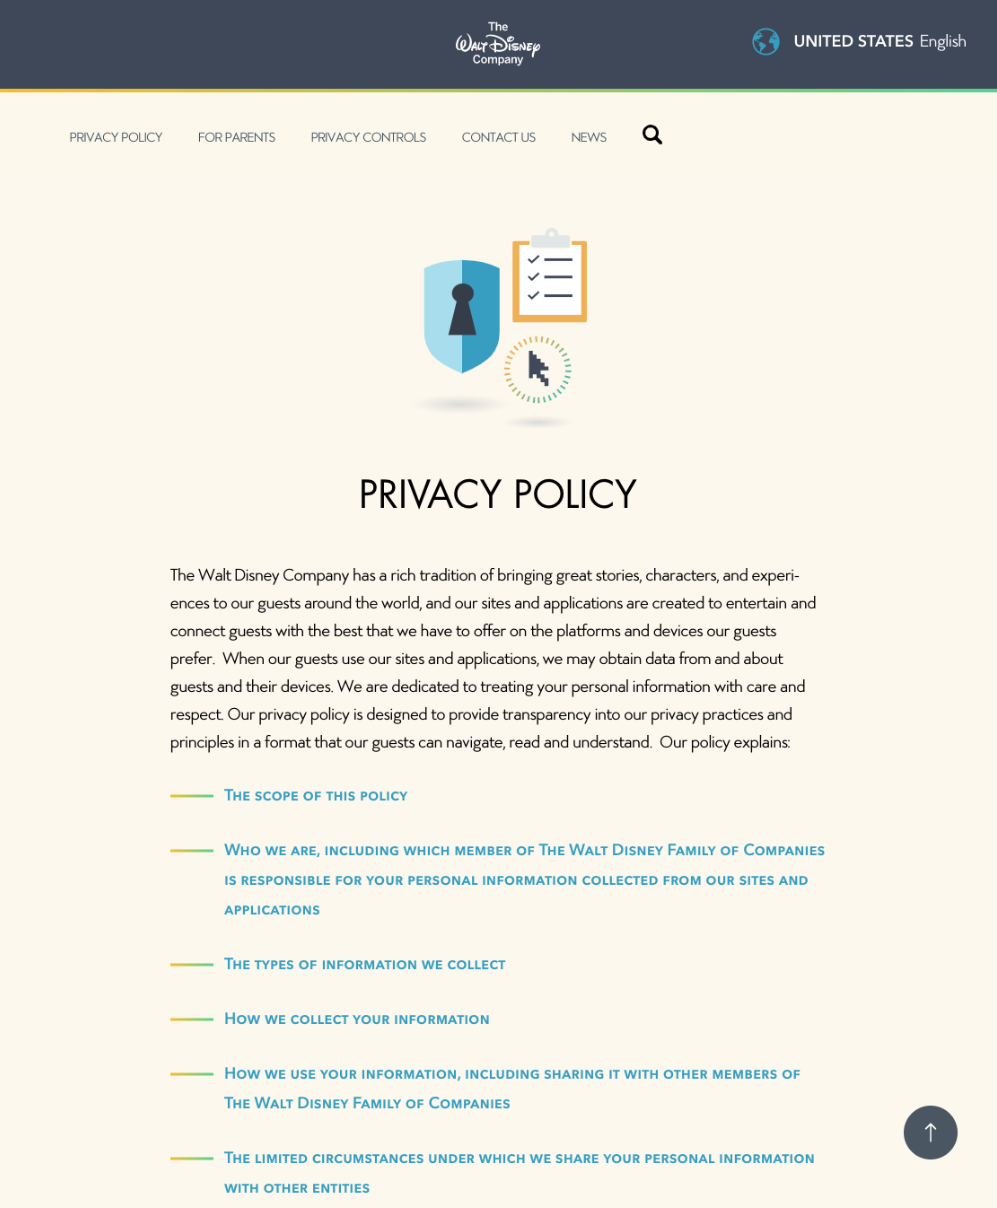 The
Walt Disney
Company
UNITED STATES English
PRIVACY POLICY FOR PARENTS PRIVACY CONTROLS CONTACT US NEWS
PRIVACY POLICY
The Walt Disney Company has a rich tradition of bringing great stories, characters, and experi-
ences to our guests around the world, and our sites and applications are created to entertain and
connect guests with the best that we have to offer on the platforms and devices our guests
prefer.  When our guests use our sites and applications, we may obtain data from and about
guests and their devices. We are dedicated to treating your personal information with care and
respect. Our privacy policy is designed to provide transparency into our privacy practices and
principles in a format that our guests can navigate, read and understand.  Our policy explains:
The scope of this policy
Who we are, including which member of The Walt Disney Family of Companies
is responsible for your personal information collected from our sites and
applications
The types of information we collect
How we collect your information
How we use your information, including sharing it with other members of
The Walt Disney Family of Companies
The limited circumstances under which we share your personal information
with other entities